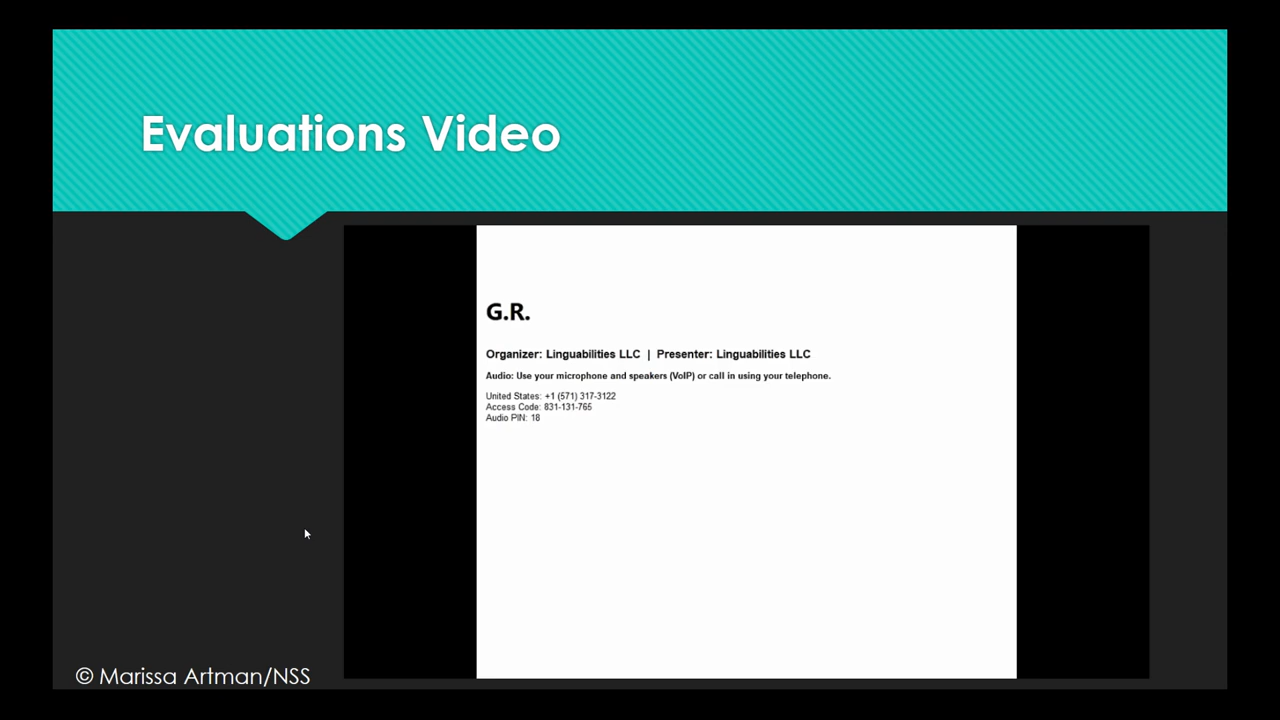 Evaluations Video
G.R.
Organizer: Linguabilities LLC | Presenter: Linguabilities LLC
Audio: Use your microphone and speakers (VoIP) or call in using your telephone.
United States: +1 (571) 317-3122
Access Code: 831-131-765
Audio PIN: 18
© Marissa Artman/NSS